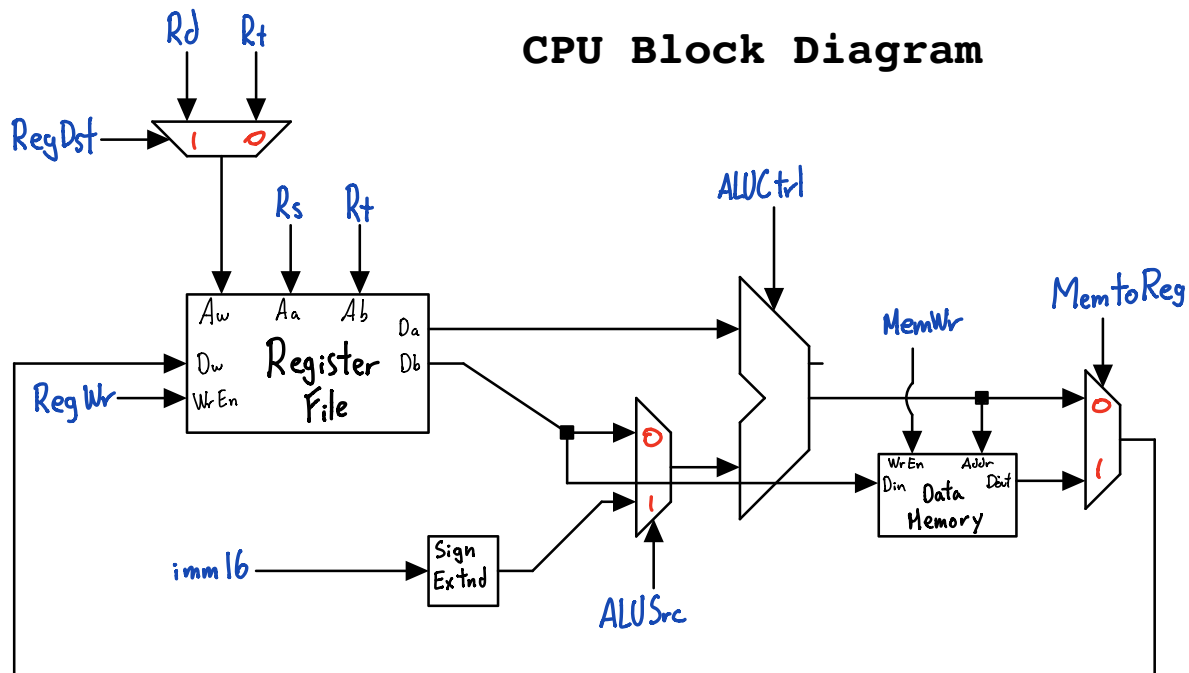 CPU Block Diagram
Rd
Rt
RegDst
1
0
Rs
Rt
ALUCtrl
MemtoReg
MemWr
Aw
Aa
Ab
Da
Dw
Register
File
Db
WrEn
RegWr
0
1
0
1
WrEn
Addr
Din
Data
Memory
Dout
imm16
Sign
Extnd
ALUSrc